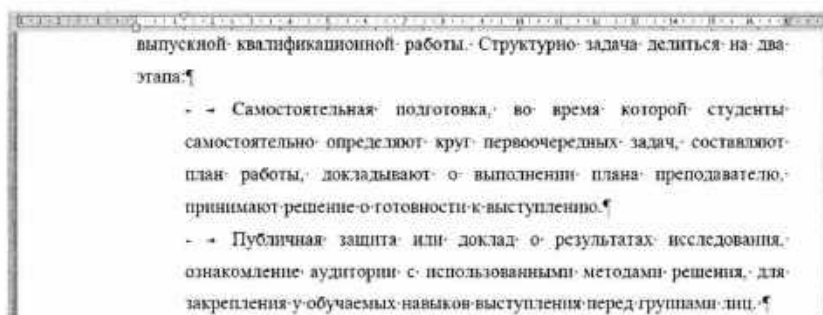 выпускной квалификационной работы. Структурно задача делиться на два
этапа:¶
- → Самостоятельная подготовка, во время которой студенты
самостоятельно определяют круг первоочередных задач, составляют
план работы, докладывают о выполнении плана преподавателю,
принимают решение о готовности к выступлению.¶
- → Публичная защита или доклад о результатах исследования,
ознакомление аудитории с использованными методами решения, для
закрепления у обучаемых навыков выступления перед группами лиц. ¶